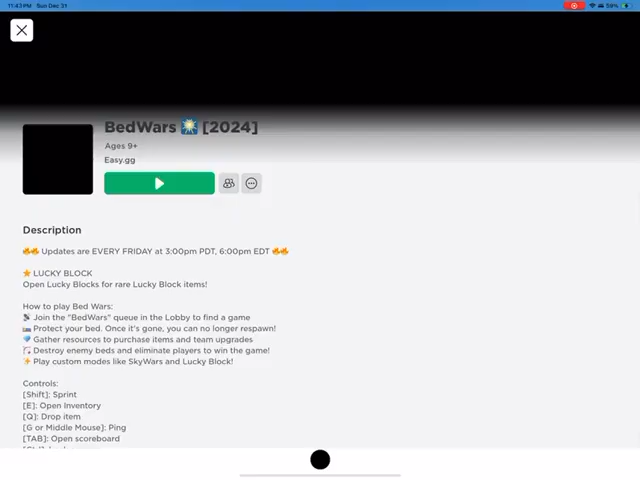 11:43 PM Sun Dec 31
59%
BedWars 🎇 [2024]
Ages 9+
Easy.gg
Description
🔥🔥 Updates are EVERY FRIDAY at 3:00pm PDT, 6:00pm EDT 🔥🔥
⭐ LUCKY BLOCK
Open Lucky Blocks for rare Lucky Block items!
How to play Bed Wars:
Join the "BedWars" queue in the Lobby to find a game
🛏 Protect your bed. Once it's gone, you can no longer respawn!
💎 Gather resources to purchase items and team upgrades
🏹 Destroy enemy beds and eliminate players to win the game!
✨ Play custom modes like SkyWars and Lucky Block!
Controls:
[Shift]: Sprint
[E]: Open Inventory
[Q]: Drop item
[G or Middle Mouse]: Ping
[TAB]: Open scoreboard